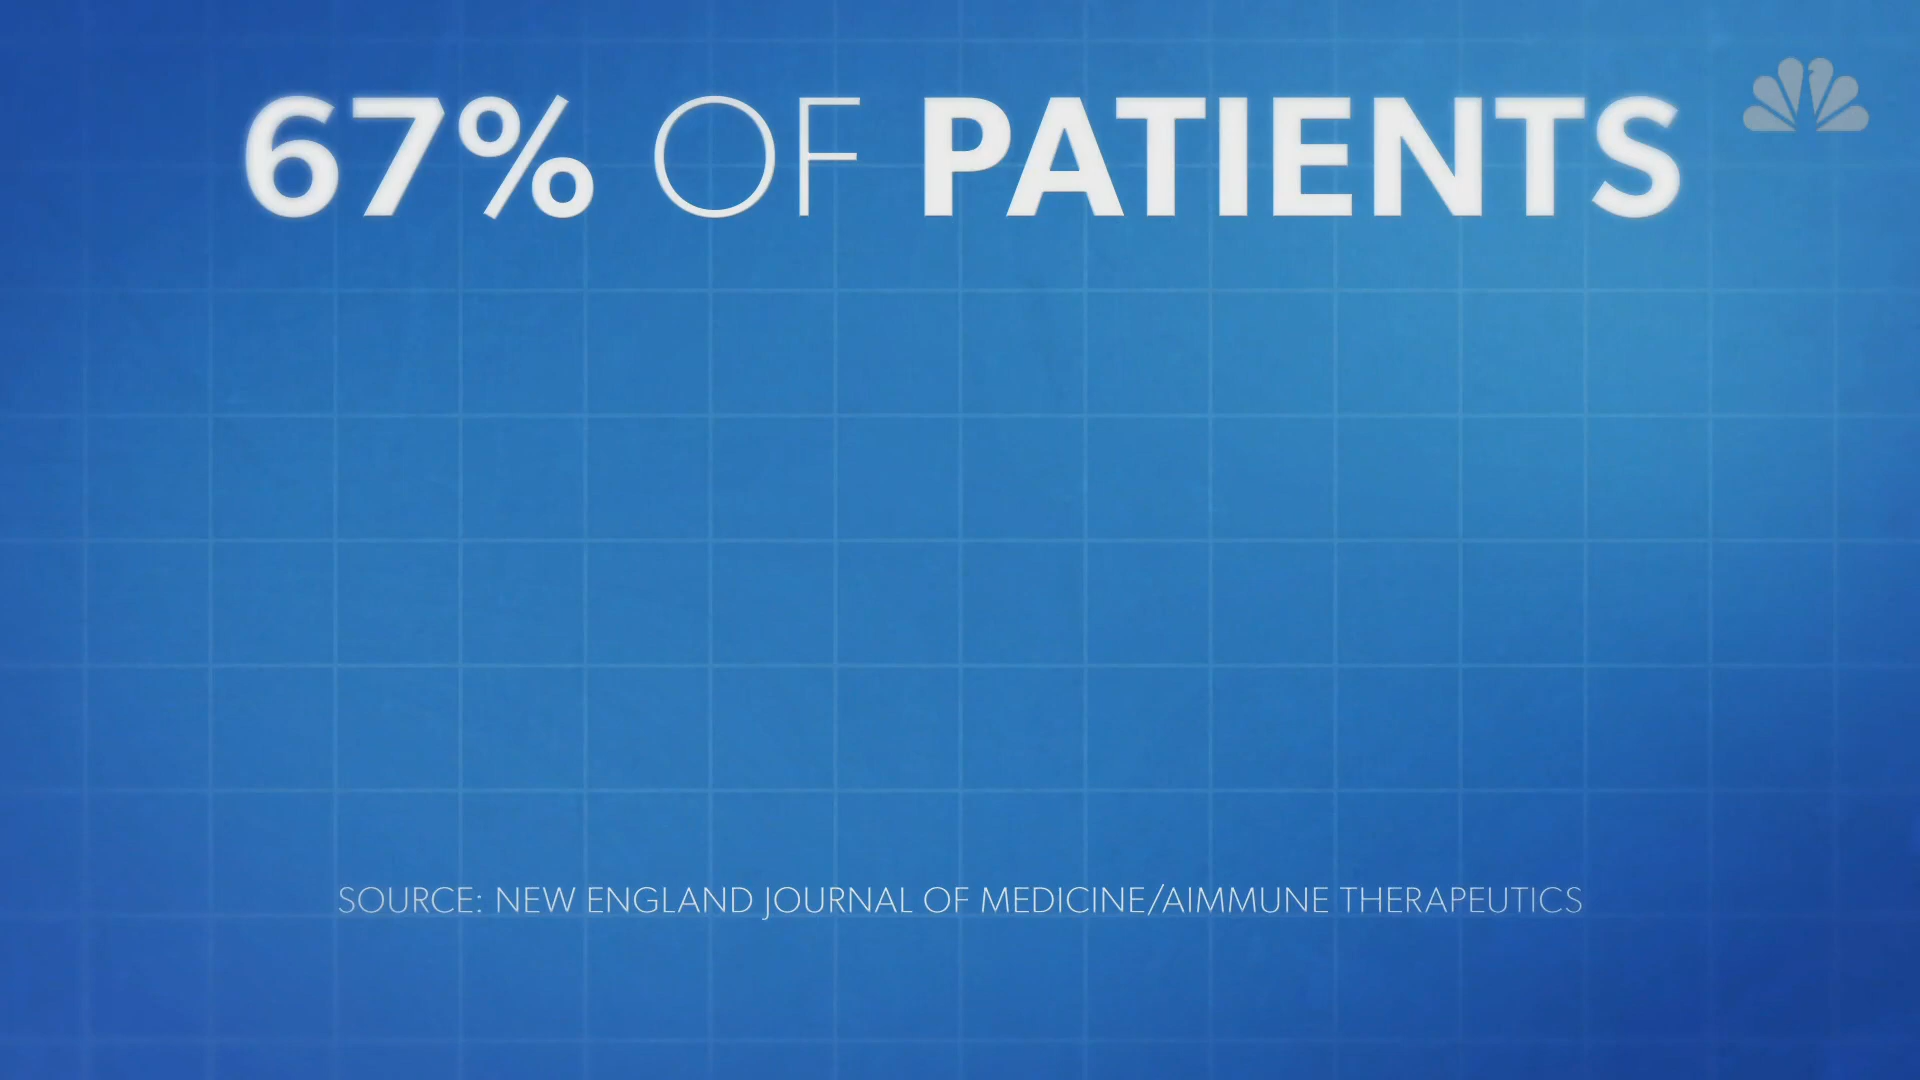 67% OF PATIENTS
SOURCE: NEW ENGLAND JOURNAL OF MEDICINE/AIMMUNE THERAPEUTICS